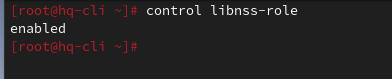 [root@hq-cli ~]# control libnss-role
enabled
[root@hq-cli ~]#